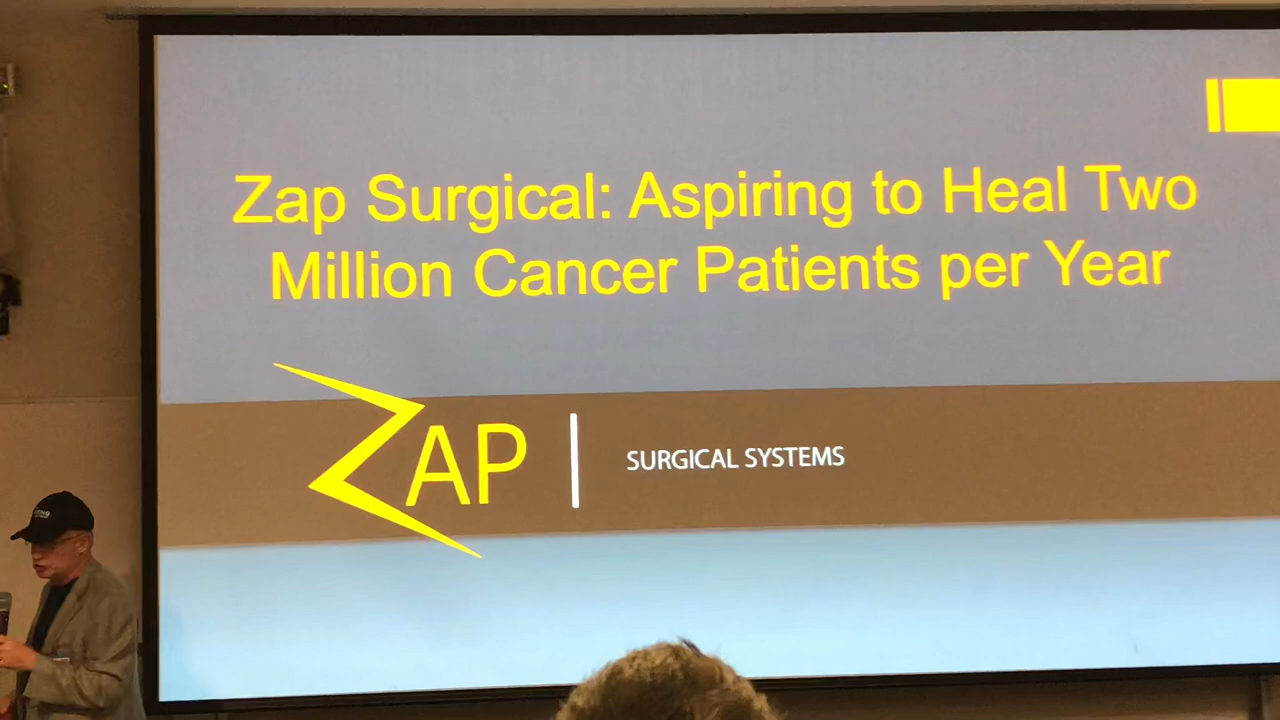 Zap Surgical: Aspiring to Heal Two
Million Cancer Patients per Year
ZAP
SURGICAL SYSTEMS